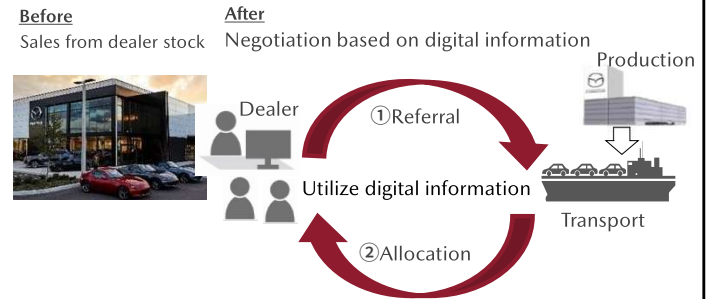 Before
Sales from dealer stock
After
Negotiation based on digital information
Production
Dealer
①Referral
Utilize digital information
Transport
②Allocation